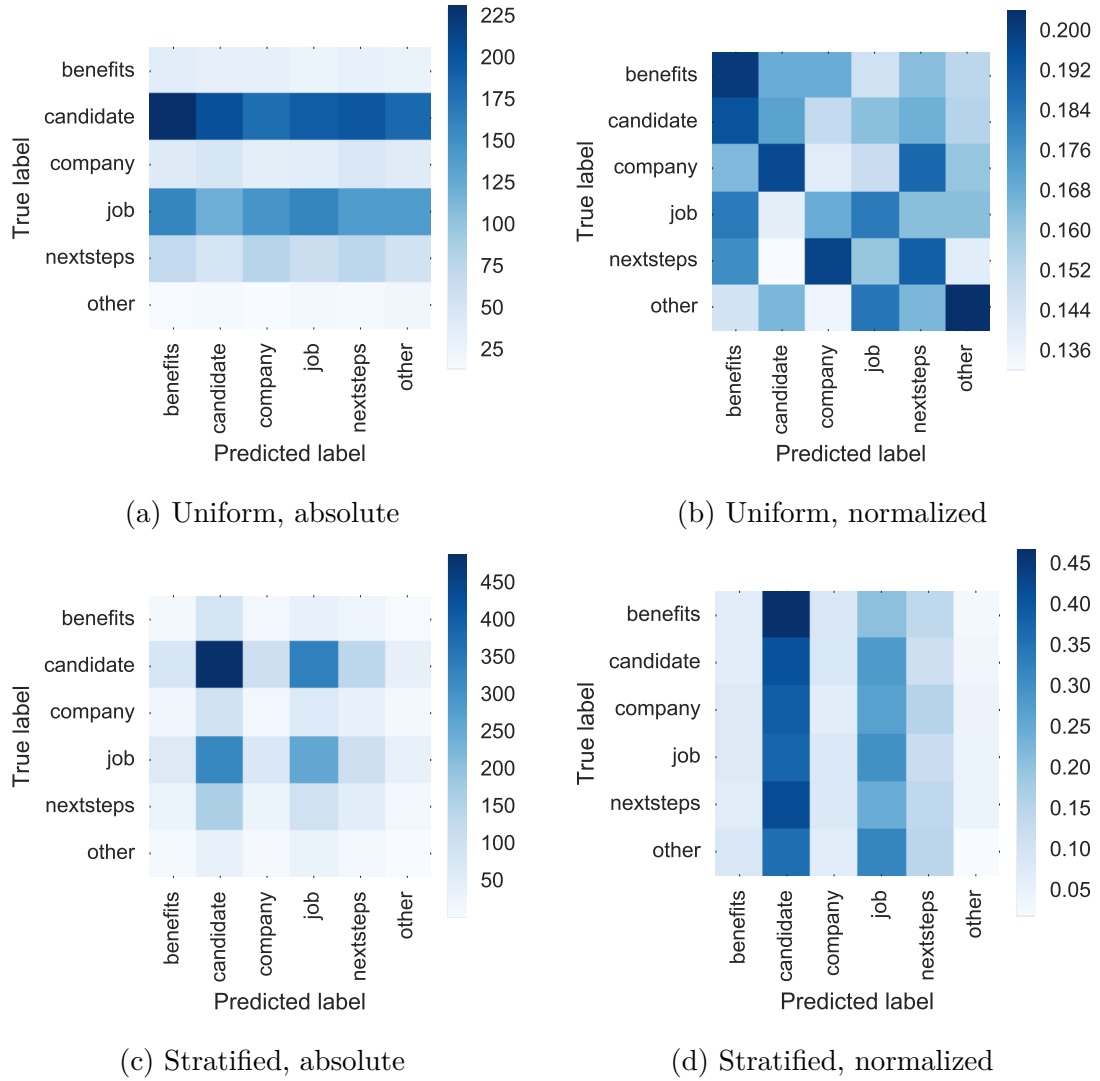 benefits
candidate
company
job
nextsteps
other
True label
benefits
candidate
company
job
nextsteps
other
Predicted label
225
200
175
150
125
100
75
50
25
(a) Uniform, absolute
benefits
candidate
company
job
nextsteps
other
True label
benefits
candidate
company
job
nextsteps
other
Predicted label
0.200
0.192
0.184
0.176
0.168
0.160
0.152
0.144
0.136
(b) Uniform, normalized
benefits
candidate
company
job
nextsteps
other
True label
benefits
candidate
company
job
nextsteps
other
Predicted label
450
400
350
300
250
200
150
100
50
(c) Stratified, absolute
benefits
candidate
company
job
nextsteps
other
True label
benefits
candidate
company
job
nextsteps
other
Predicted label
0.45
0.40
0.35
0.30
0.25
0.20
0.15
0.10
0.05
(d) Stratified, normalized